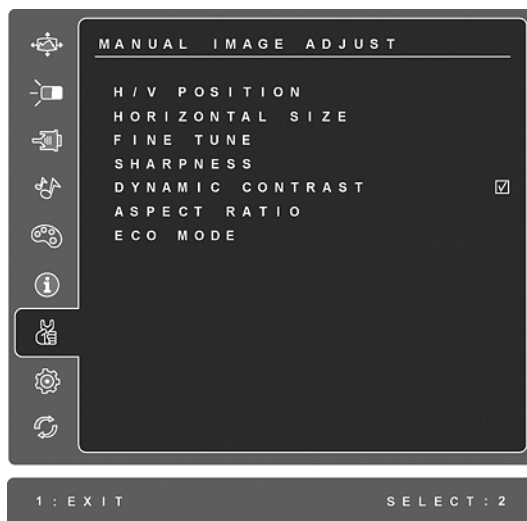 MANUAL IMAGE ADJUST
H/V POSITION
HORIZONTAL SIZE
FINE TUNE
SHARPNESS
DYNAMIC CONTRAST
ASPECT RATIO
ECO MODE
1:EXIT SELECT:2